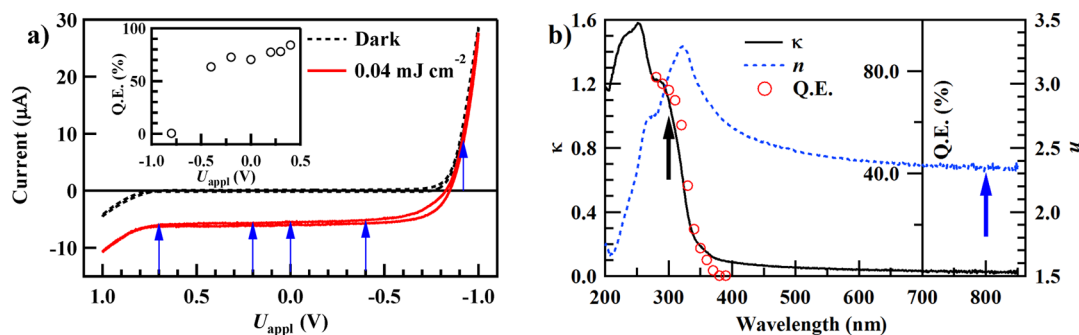 a)
30
20
10
0
-10
Current (µA)
1.0
0.5
0.0
-0.5
-1.0
U appl (V)
100
50
0
Q.E. (%)
-1.0
-0.5
0.0
0.5
U appl (V)
Dark
0.04 mJ cm -2
b)
1.6
1.2
0.8
0.4
0.0
κ
200
300
400
500
600
700
800
Wavelength (nm)
κ
n
Q.E.
80.0
40.0
Q.E. (%)
3.5
3.0
2.5
2.0
1.5
n